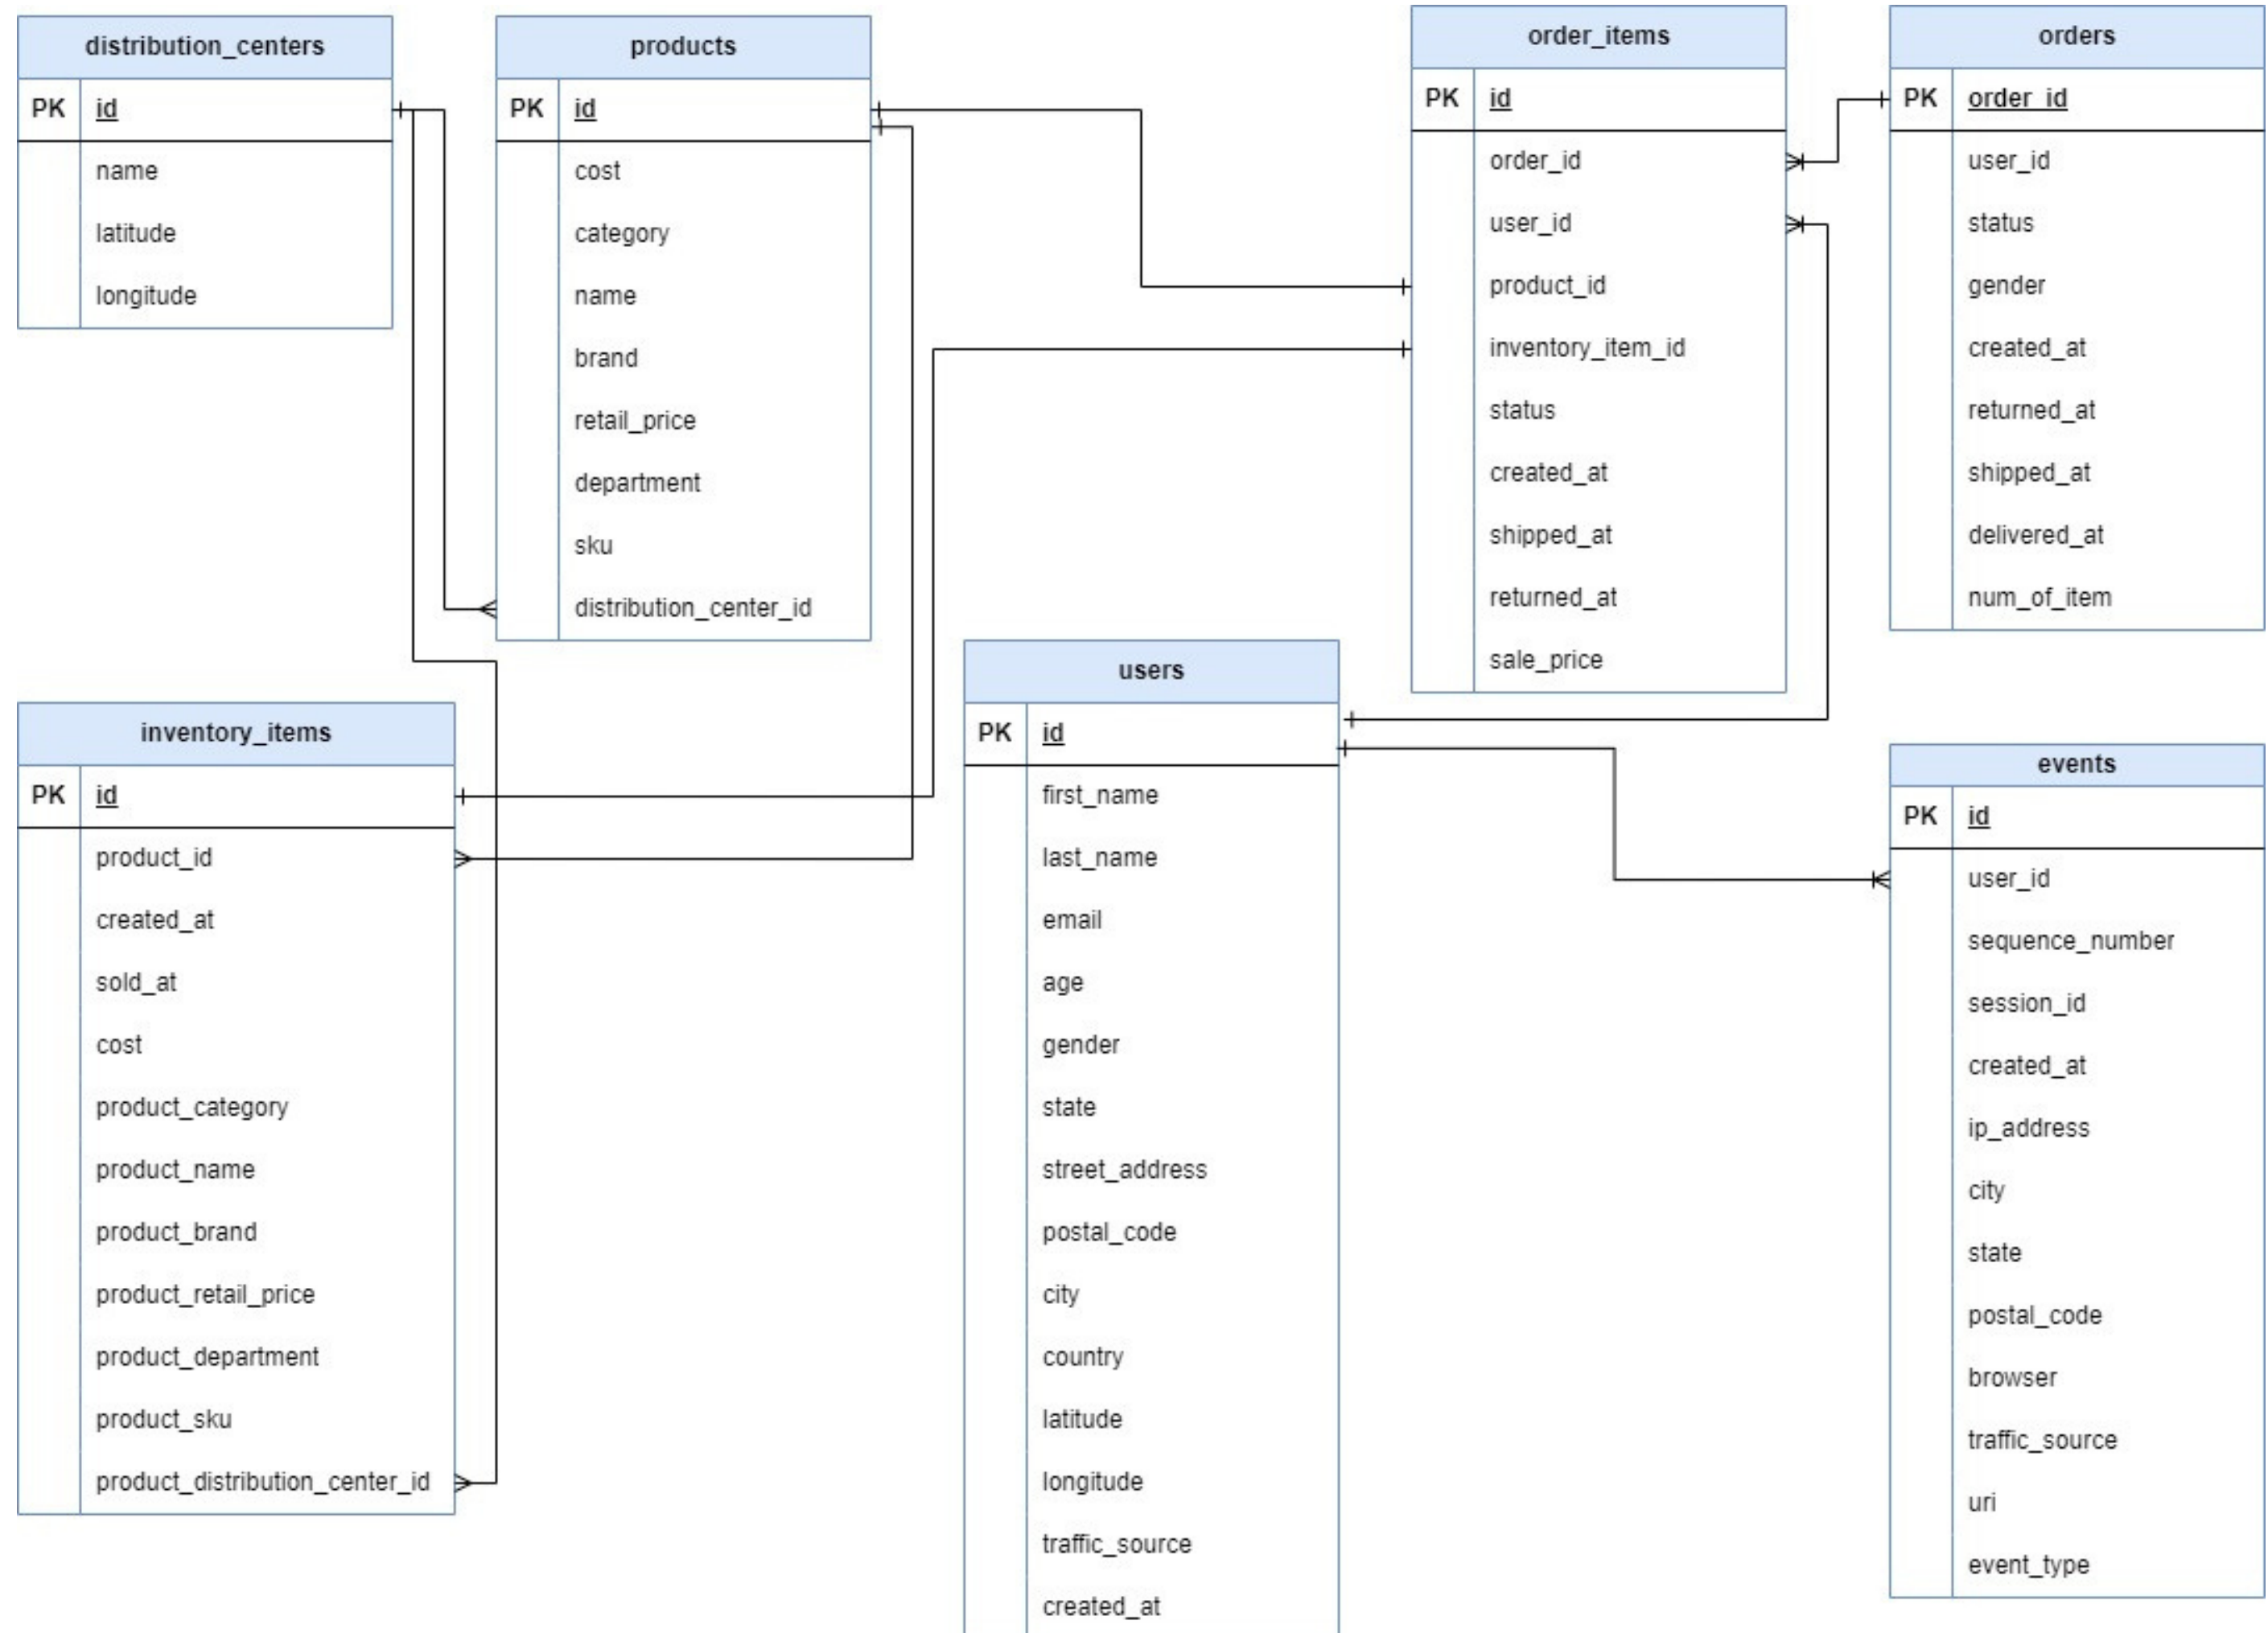 distribution_centers
PK id
name
latitude
longitude
products
PK id
cost
category
name
brand
retail_price
department
sku
distribution_center_id
order_items
PK id
order_id
user_id
product_id
inventory_item_id
status
created_at
shipped_at
returned_at
sale_price
orders
PK order_id
user_id
status
gender
created_at
returned_at
shipped_at
delivered_at
num_of_item
inventory_items
PK id
product_id
created_at
sold_at
cost
product_category
product_name
product_brand
product_retail_price
product_department
product_sku
product_distribution_center_id
users
PK id
first_name
last_name
email
age
gender
state
street_address
postal_code
city
country
latitude
longitude
traffic_source
created_at
events
PK id
user_id
sequence_number
session_id
created_at
ip_address
city
state
postal_code
browser
traffic_source
uri
event_type